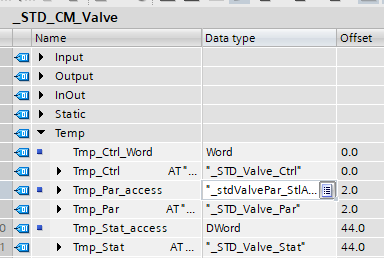 _STD_CM_Valve
Name Data type Offset
Input
Output
InOut
Static
Temp
Tmp_Ctrl_Word Word 0.0
Tmp_Ctrl AT"... "_STD_Valve_Ctrl" 0.0
Tmp_Par_access "_stdValvePar_StlA... 2.0
Tmp_Par AT"... "_STD_Valve_Par" 2.0
0 Tmp_Stat_access DWord 44.0
1 Tmp_Stat AT"... "_STD_Valve_Stat" 44.0